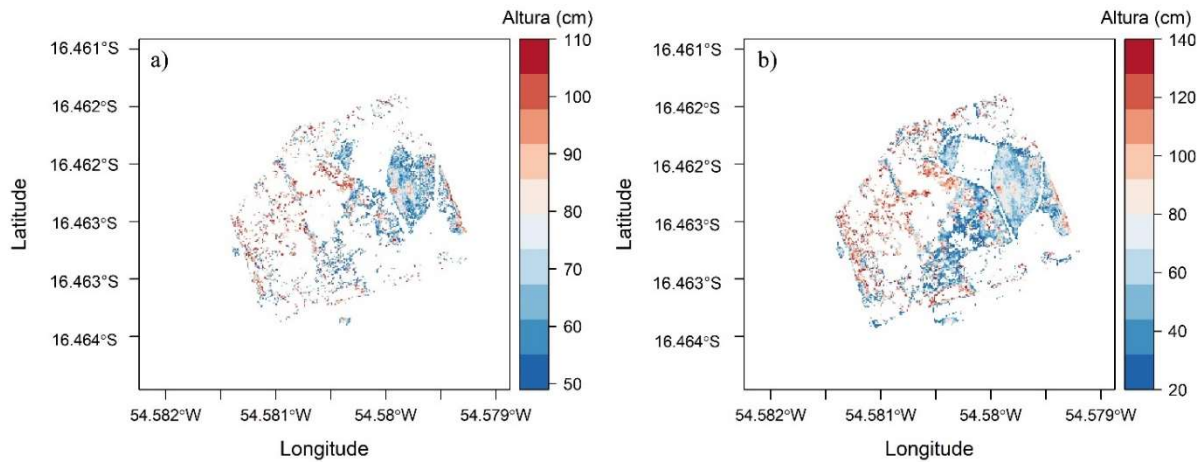 Altura (cm)
a)
16.461°S
16.462°S
16.462°S
16.463°S
16.463°S
16.464°S
Latitude
54.582°W
54.581°W
54.58°W
54.579°W
Longitude
110
100
90
80
70
60
50
Altura (cm)
b)
16.461°S
16.462°S
16.462°S
16.463°S
16.463°S
16.464°S
Latitude
54.582°W
54.581°W
54.58°W
54.579°W
Longitude
140
120
100
80
60
40
20